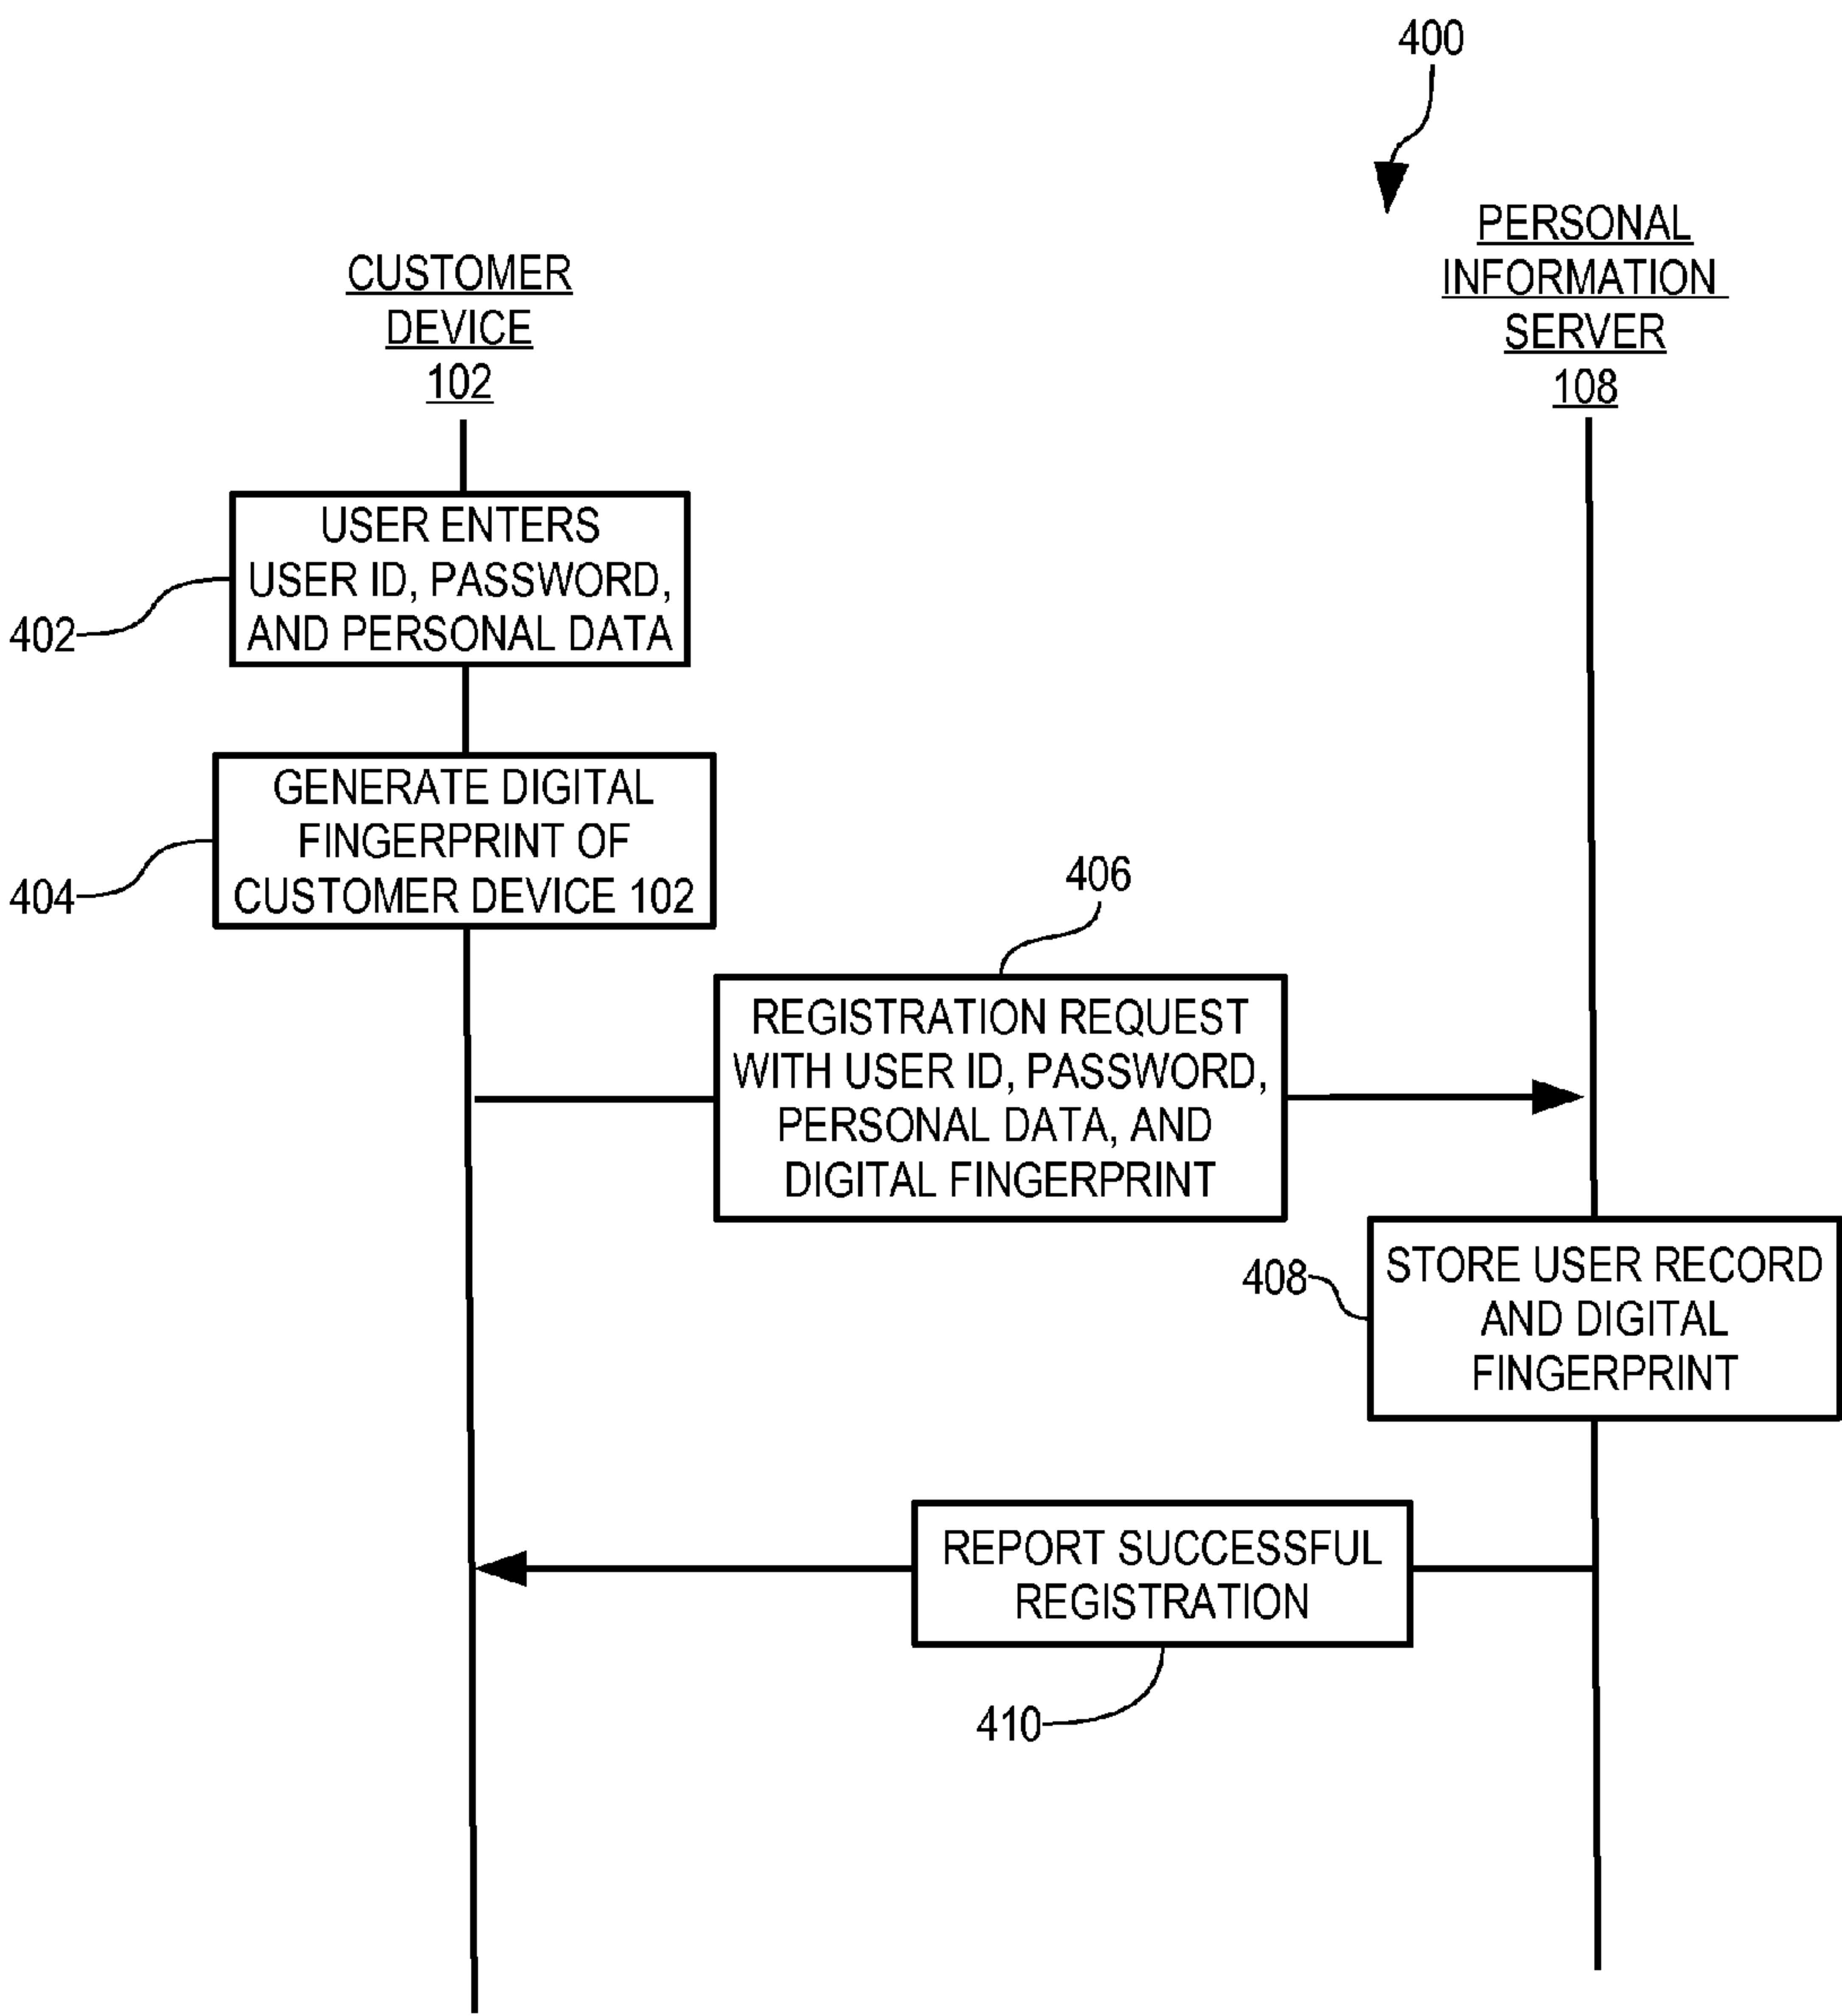 400
CUSTOMER
DEVICE
102
PERSONAL
INFORMATION
SERVER
108
USER ENTERS
USER ID, PASSWORD,
AND PERSONAL DATA
402
GENERATE DIGITAL
FINGERPRINT OF
CUSTOMER DEVICE 102
404
406
REGISTRATION REQUEST
WITH USER ID, PASSWORD,
PERSONAL DATA, AND
DIGITAL FINGERPRINT
408
STORE USER RECORD
AND DIGITAL
FINGERPRINT
REPORT SUCCESSFUL
REGISTRATION
410